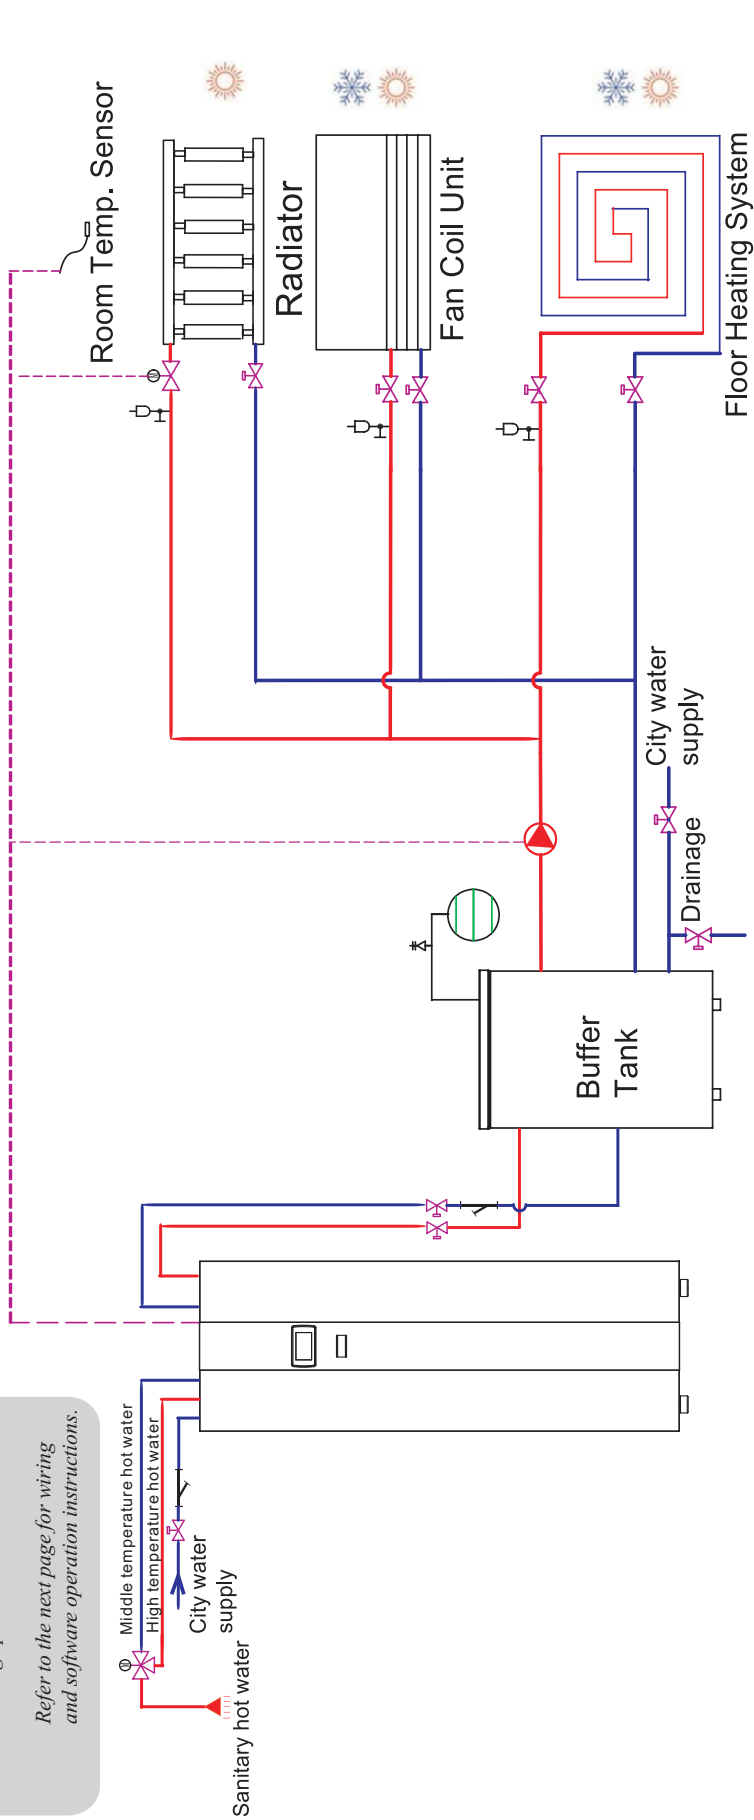 Refer to the next page for wiring
and software operation instructions.
Middle temperature hot water
High temperature hot water
City water
supply
Sanitary hot water
Buffer
Tank
Drainage
City water
supply
Room Temp. Sensor
Radiator
Fan Coil Unit
Floor Heating System